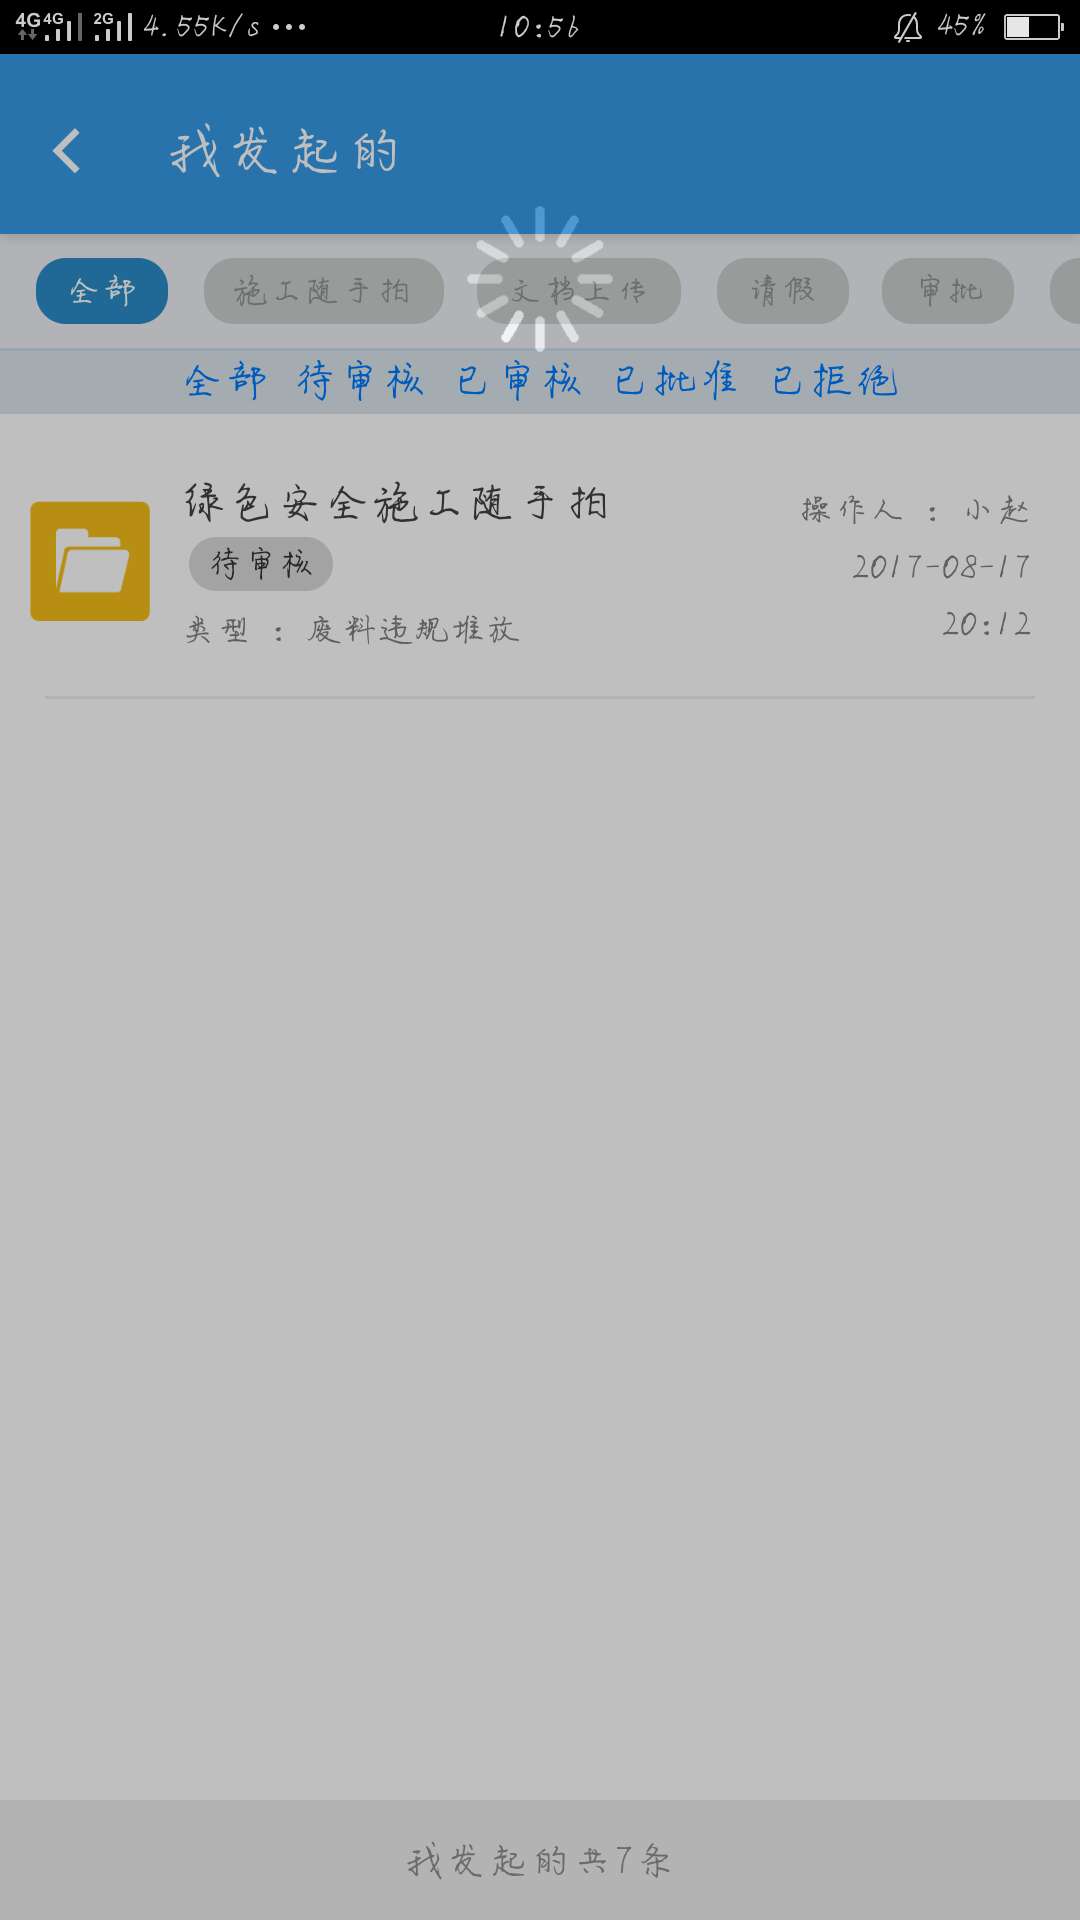 4G 4G 2G 4.55K/s ... 10:56 45%
我发起的
全部 施工随手拍 文档上传 请假 审批
全部 待审核 已审核 已批准 已拒绝
绿色安全施工随手拍
操作人 : 小赵
待审核
2017-08-17
类型 : 废料违规堆放
20:12
我发起的共7条